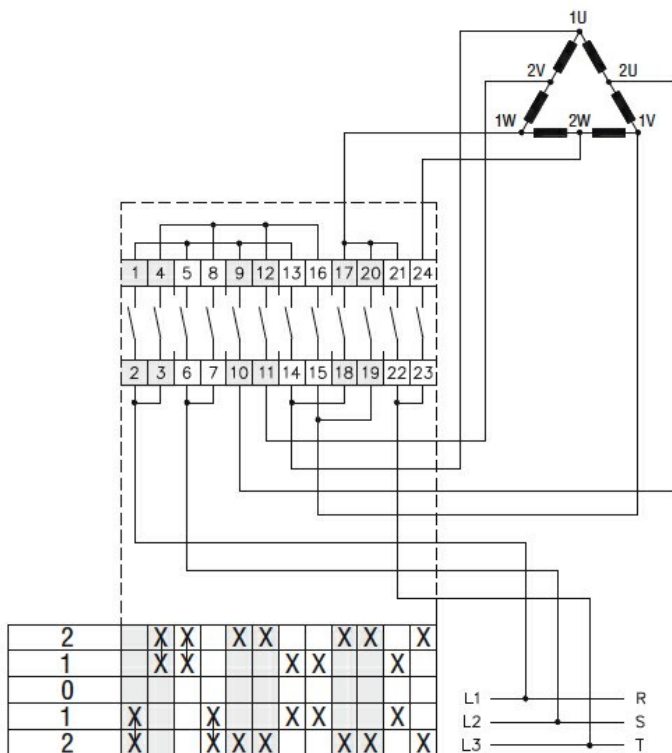 1U
2V 2U
1W 2W 1V
1 4 5 8 9 12 13 16 17 20 21 24
2 3 6 7 10 11 14 15 18 19 22 23
2 X X X X X X X
1 X X X X X
0
1 X X X X X
2 X X X X X X X
L1 R
L2 S
L3 T